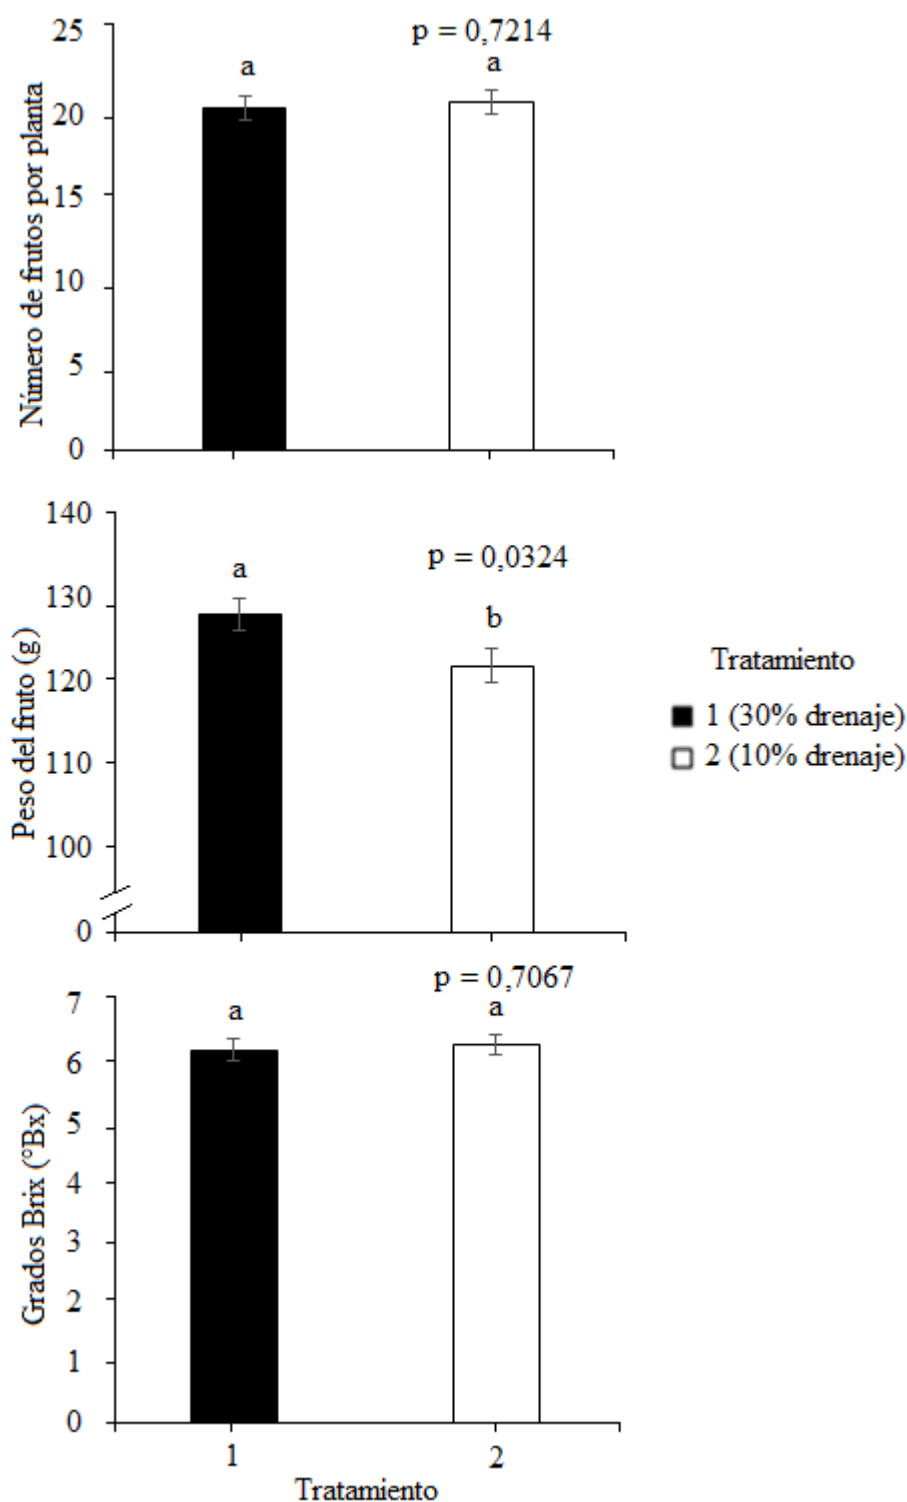 Número de frutos por planta
25
20
15
10
5
0
p = 0,7214
a
a
Peso del fruto (g)
140
130
120
110
100
0
p = 0,0324
a
b
Tratamiento
1 (30% drenaje)
2 (10% drenaje)
Grados Brix (°Bx)
7
6
5
4
3
2
1
0
p = 0,7067
a
a
1
2
Tratamiento